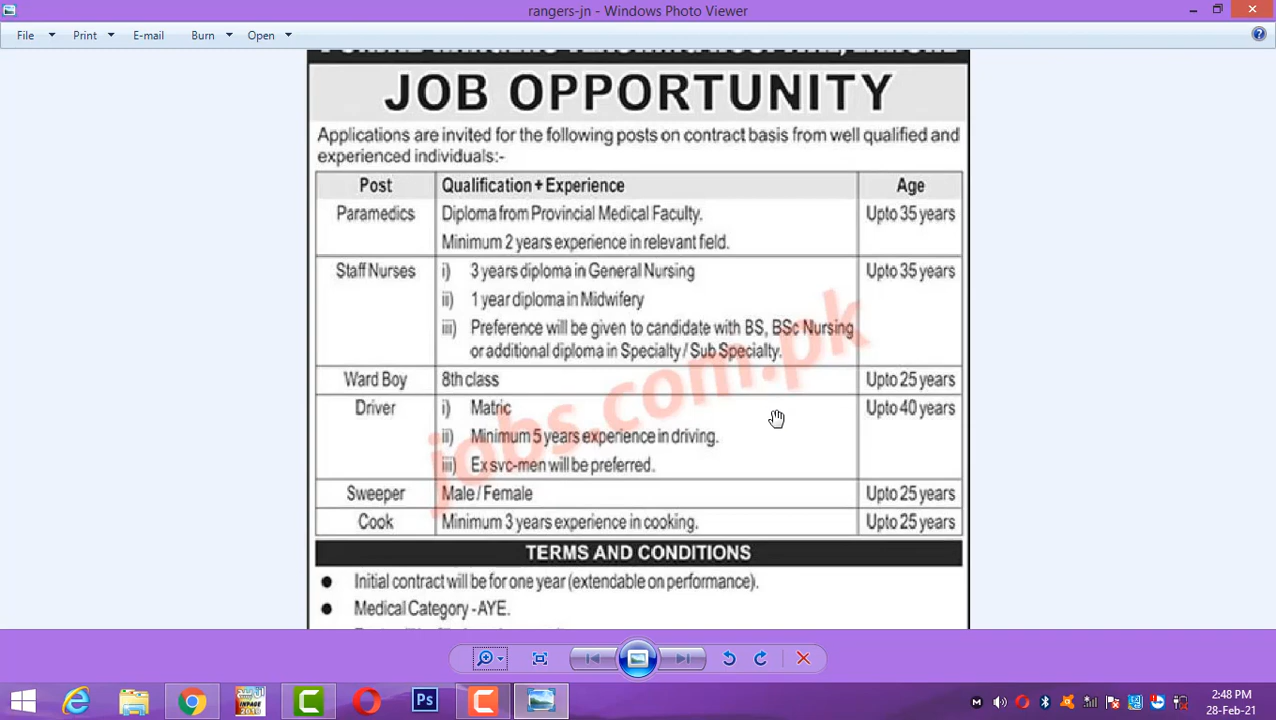 rangers-jn - Windows Photo Viewer
File Print E-mail Burn Open
JOB OPPORTUNITY
Applications are invited for the following posts on contract basis from well qualified and
experienced individuals:-
Post Qualification + Experience Age
Paramedics Diploma from Provincial Medical Faculty. Upto 35 years
Minimum 2 years experience in relevant field.
Staff Nurses i) 3 years diploma in General Nursing Upto 35 years
ii) 1 year diploma in Midwifery
iii) Preference will be given to candidate with BS, BSc Nursing
or additional diploma in Specialty / Sub Specialty.
Ward Boy 8th class Upto 25 years
Driver i) Matric Upto 40 years
ii) Minimum 5 years experience in driving.
iii) Ex svc-men will be preferred.
Sweeper Male / Female Upto 25 years
Cook Minimum 3 years experience in cooking. Upto 25 years
jobs.com.pk
TERMS AND CONDITIONS
● Initial contract will be for one year (extendable on performance).
● Medical Category - AYE.
INPAGE
Ps
2:48 PM
28-Feb-21